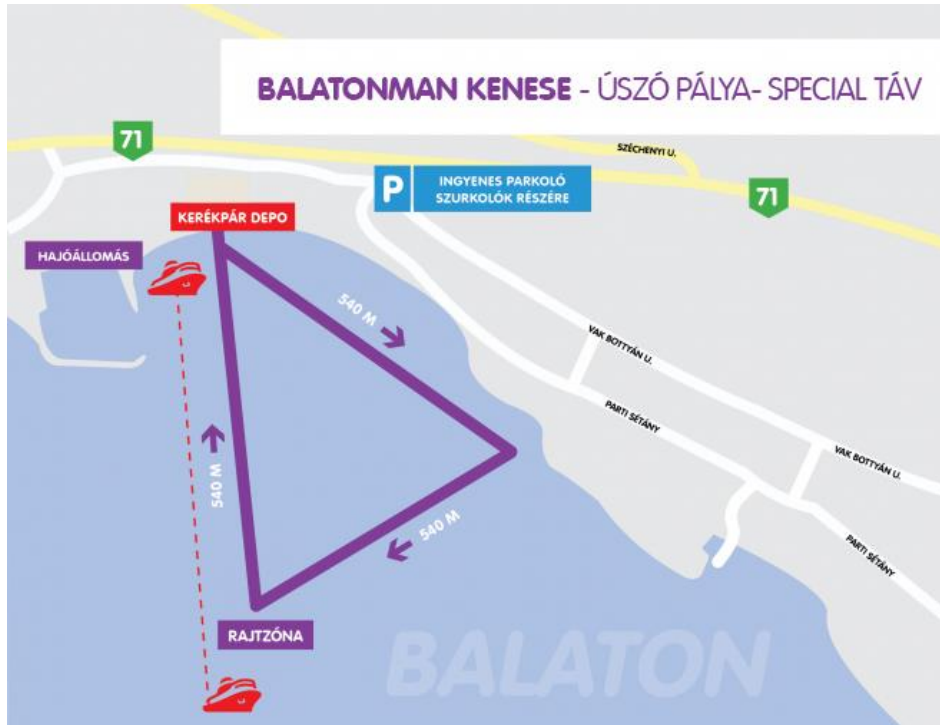 BALATONMAN KENESE - ÚSZÓ PÁLYA- SPECIAL TÁV
71
SZÉCHENYI U.
P
INGYENES PARKOLÓ
SZURKOLÓK RÉSZÉRE
71
KERÉKPÁR DEPO
HAJÓÁLLOMÁS
540 M
VAK BOTTYÁN U.
PARTI SÉTÁNY
VAK BOTTYÁN U.
540 M
540 M
PARTI SÉTÁNY
RAJTZÓNA
BALATON